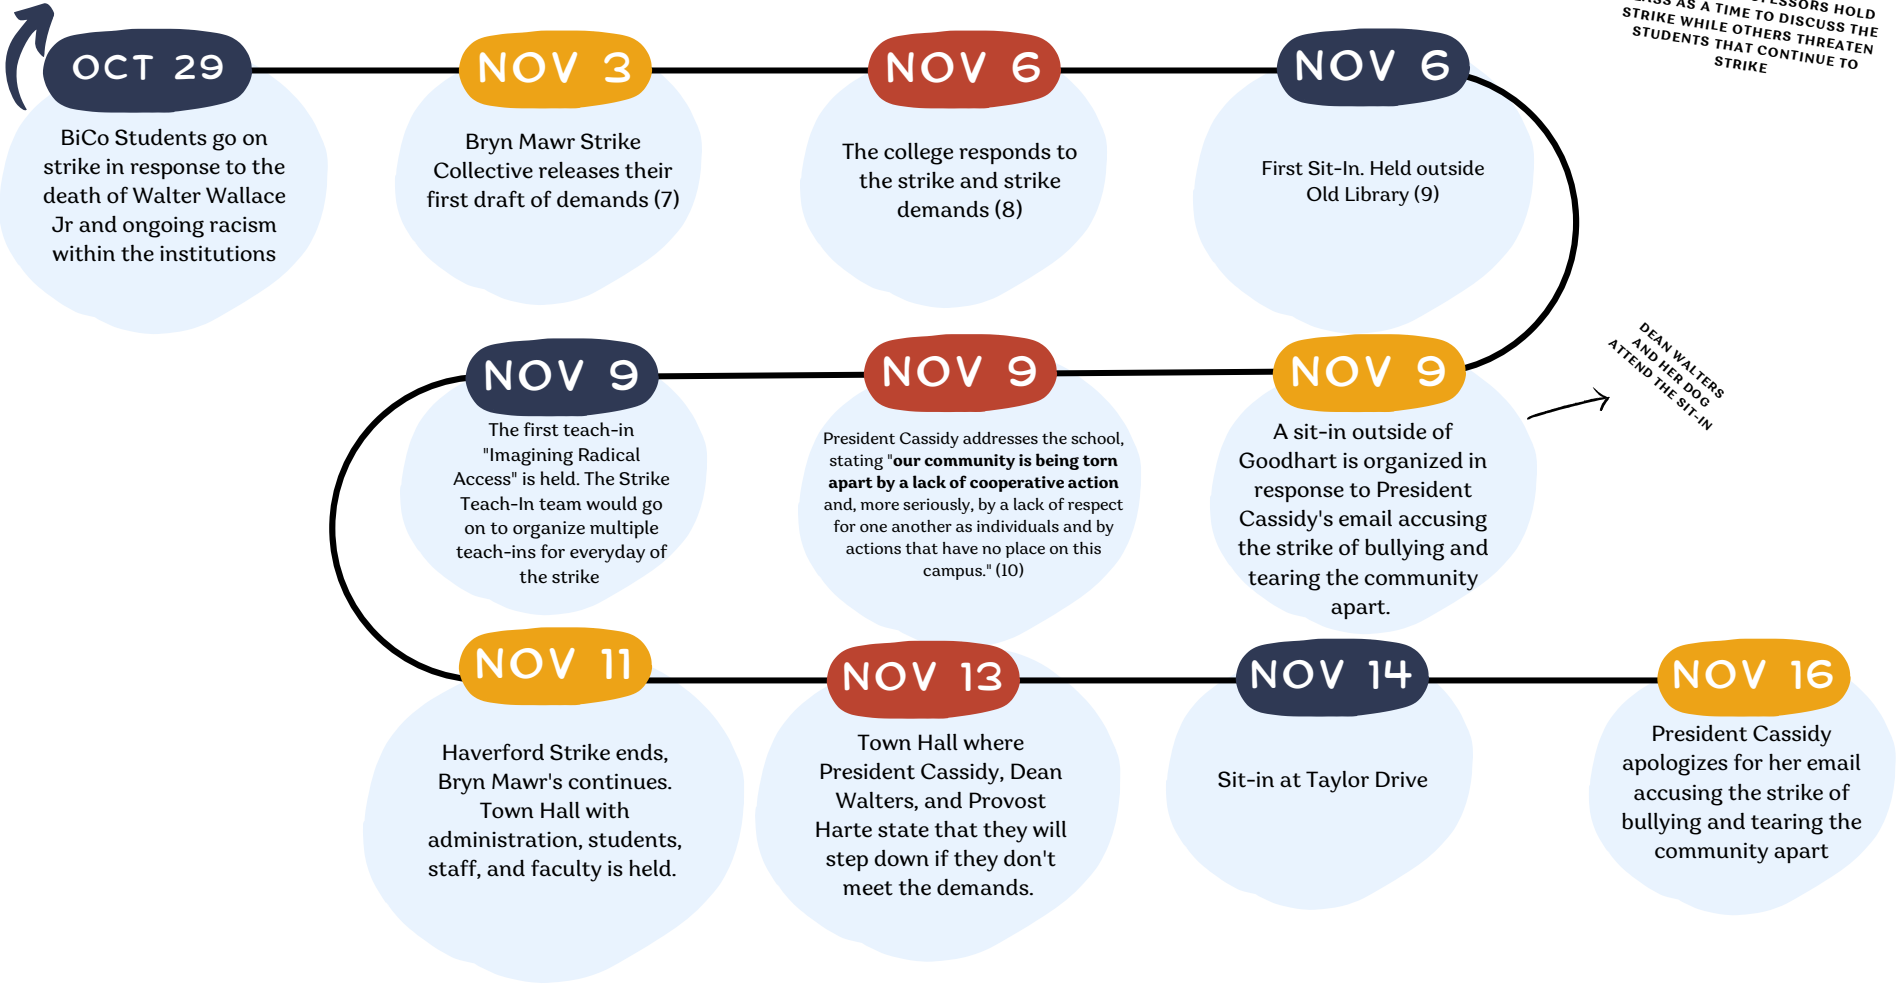 OCT 29
BiCo Students go on
strike in response to the
death of Walter Wallace
Jr and ongoing racism
within the institutions
NOV 3
Bryn Mawr Strike
Collective releases their
first draft of demands (7)
NOV 6
The college responds to
the strike and strike
demands (8)
NOV 6
First Sit-In. Held outside
Old Library (9)
HOLD
AS A TIME TO DISCUSS THE
STRIKE WHILE OTHERS THREATEN
STUDENTS THAT CONTINUE TO
STRIKE
NOV 9
A sit-in outside of
Goodhart is organized in
response to President
Cassidy's email accusing
the strike of bullying and
tearing the community
apart.
DEAN WALTERS
AND HER DOG
ATTEND THE SIT-IN
NOV 9
President Cassidy addresses the school,
stating "our community is being torn
apart by a lack of cooperative action
and, more seriously, by a lack of respect
for one another as individuals and by
actions that have no place on this
campus." (10)
NOV 9
The first teach-in
"Imagining Radical
Access" is held. The Strike
Teach-In team would go
on to organize multiple
teach-ins for everyday of
the strike
NOV 11
Haverford Strike ends,
Bryn Mawr's continues.
Town Hall with
administration, students,
staff, and faculty is held.
NOV 13
Town Hall where
President Cassidy, Dean
Walters, and Provost
Harte state that they will
step down if they don't
meet the demands.
NOV 14
Sit-in at Taylor Drive
NOV 16
President Cassidy
apologizes for her email
accusing the strike of
bullying and tearing the
community apart